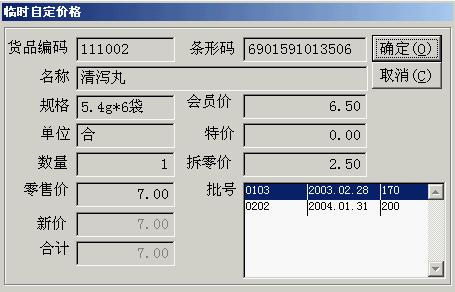 临时自定价格
货品编码 111002 条形码 6901591013506 确定(O)
名称 清泻丸 取消(C)
规格 5.4g*6袋 会员价 6.50
单位 合 特价 0.00
数量 1 拆零价 2.50
零售价 7.00 批号 0103 2003.02.28 170
0202 2004.01.31 200
新价 7.00
合计 7.00